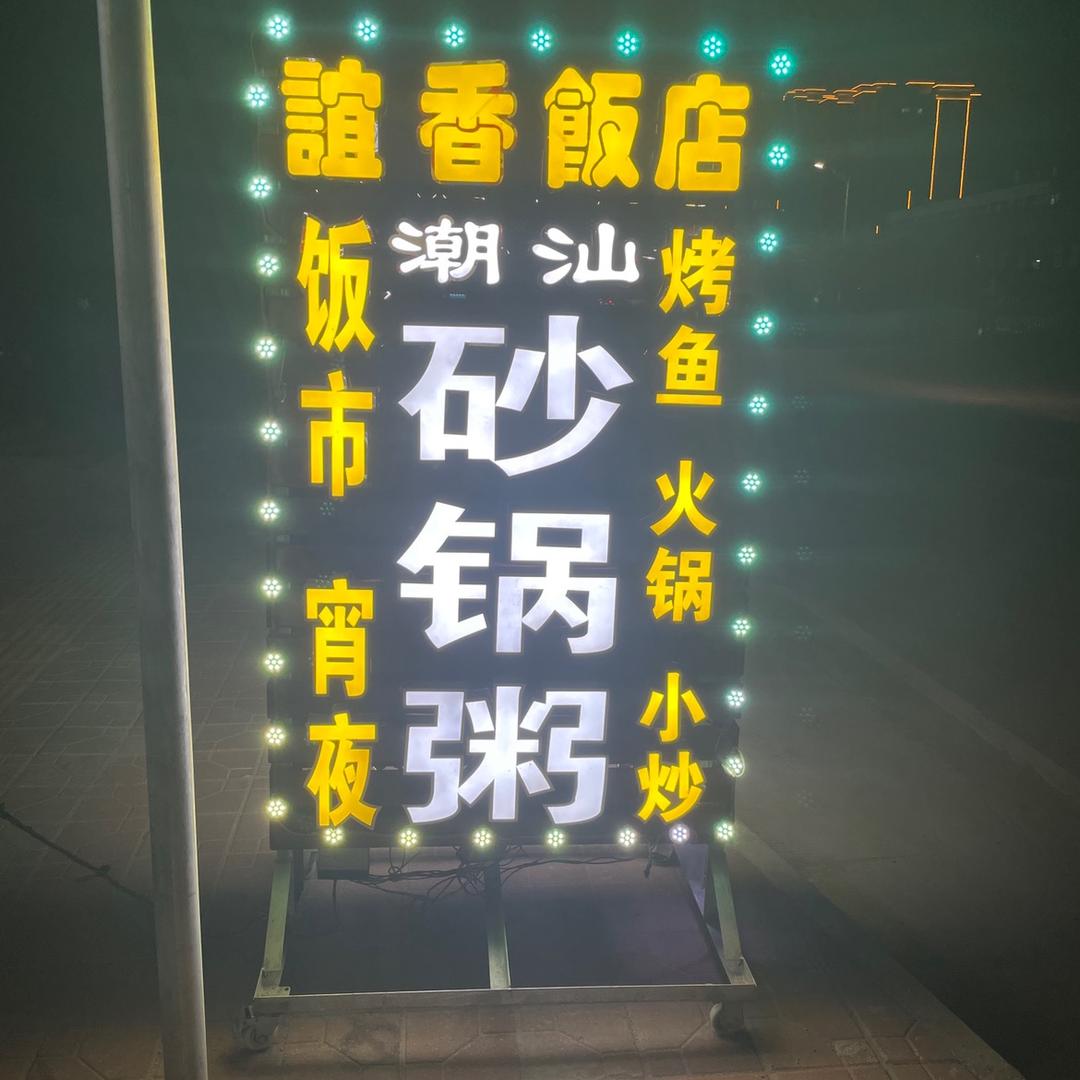 誼香飯店
饭市 宵夜
潮汕
砂锅粥
烤鱼 火锅 小炒